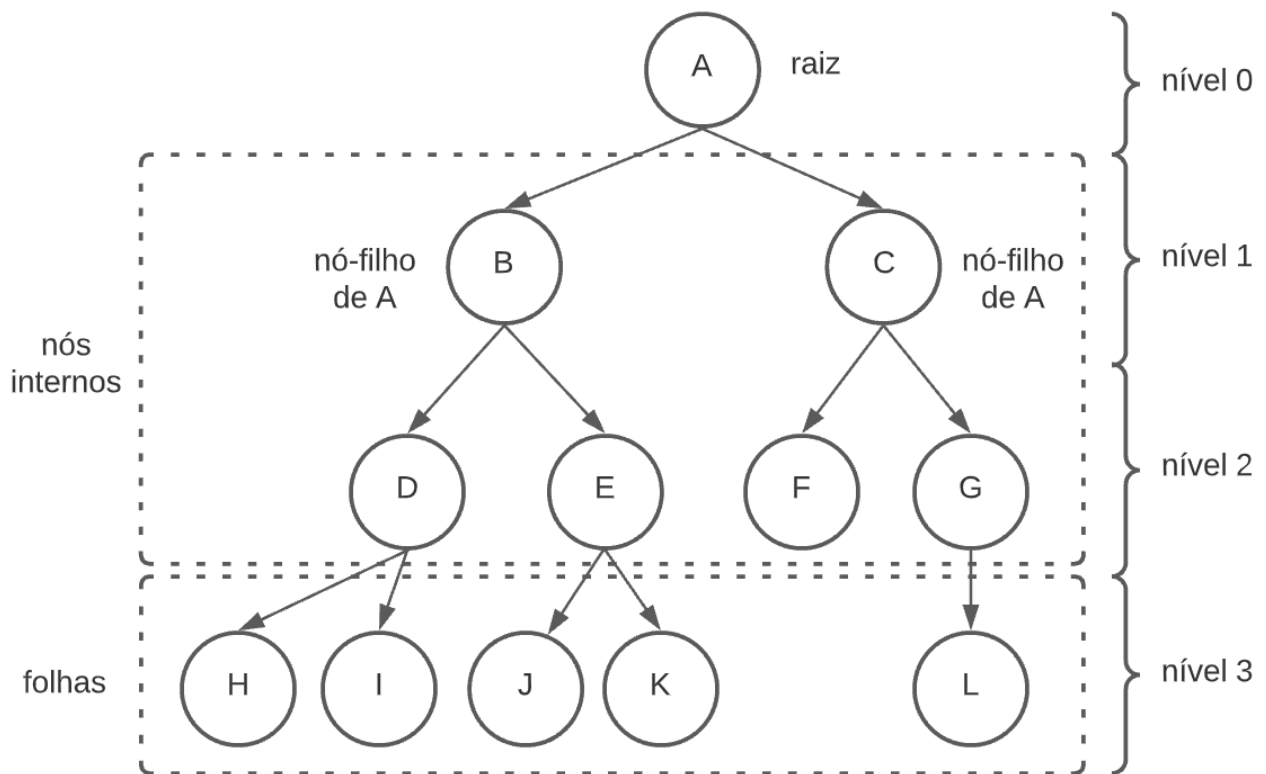 A
raiz
nível 0
nó-filho
de A
B
C
nó-filho
de A
nível 1
nós
internos
D
E
F
G
nível 2
folhas
H
I
J
K
L
nível 3